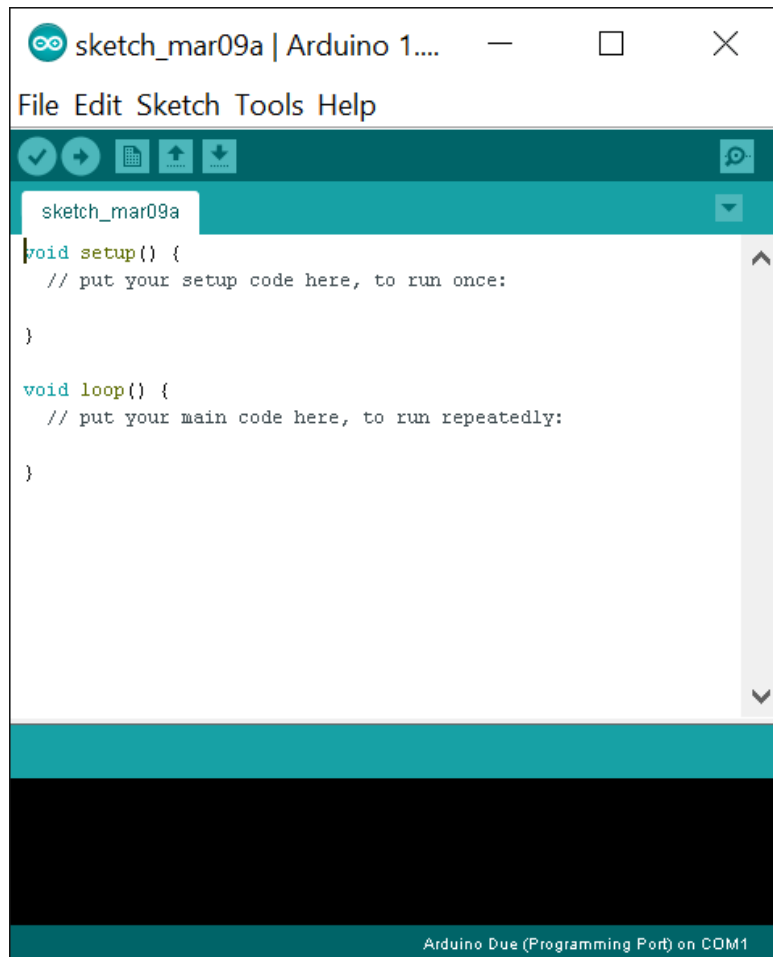 sketch_mar09a | Arduino 1....
File Edit Sketch Tools Help
sketch_mar09a
void setup() {
  // put your setup code here, to run once:
}
void loop() {
  // put your main code here, to run repeatedly:
}
Arduino Due (Programming Port) on COM1